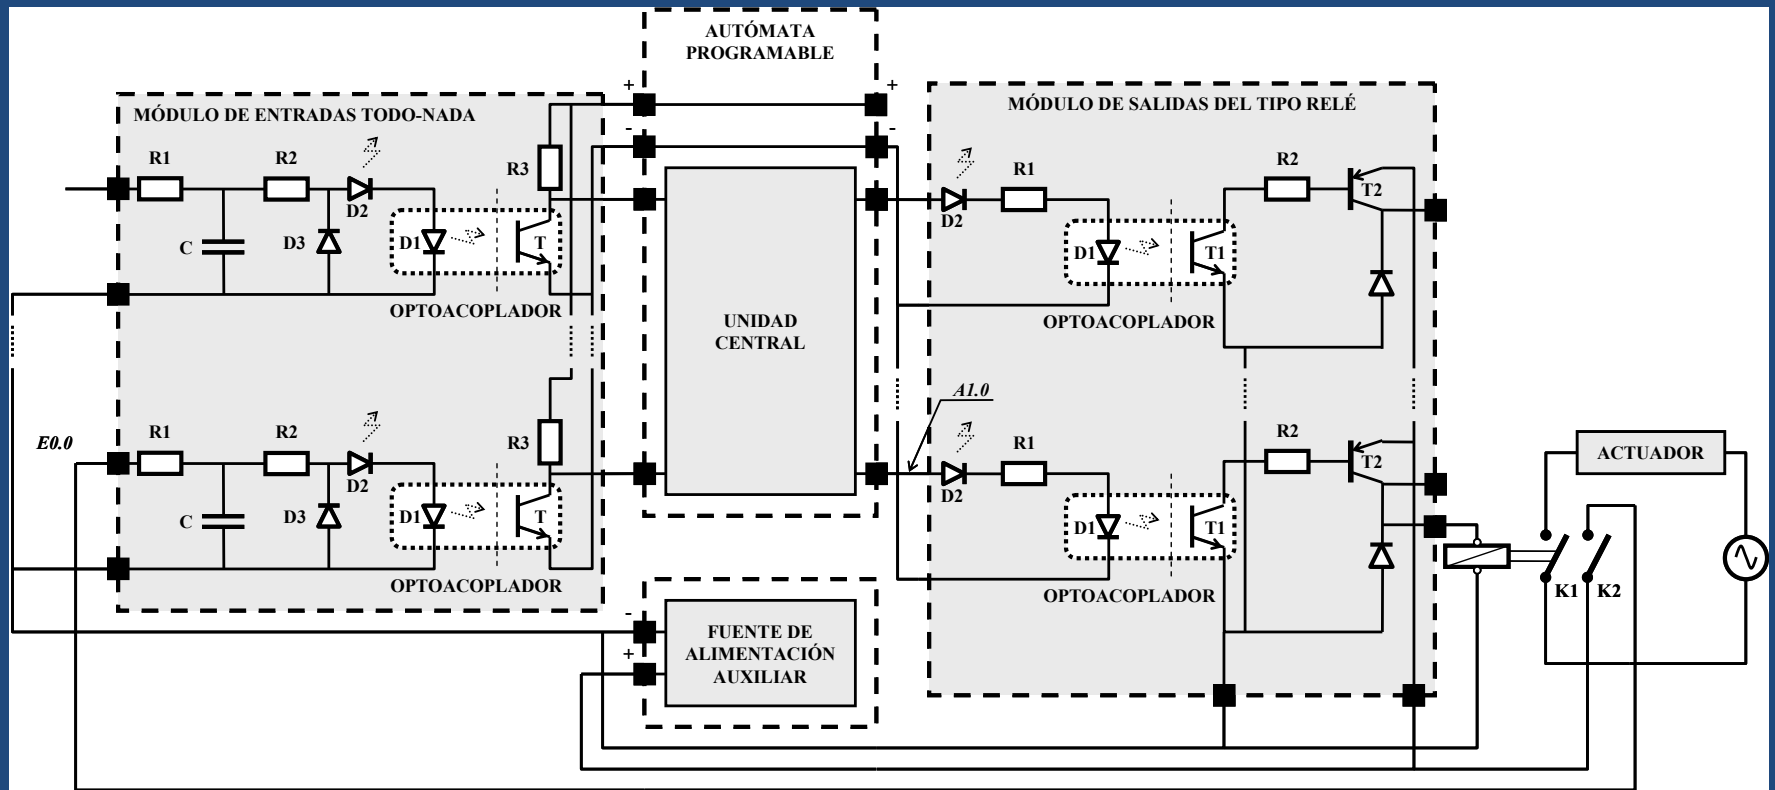 AUTÓMATA
PROGRAMABLE
+
+
-
-
MÓDULO DE ENTRADAS TODO-NADA
R1
R2
D2
R3
C
D3
D1
T
OPTOACOPLADOR
E0.0
R1
R2
D2
R3
C
D3
D1
T
OPTOACOPLADOR
UNIDAD
CENTRAL
-
+
FUENTE DE
ALIMENTACIÓN
AUXILIAR
MÓDULO DE SALIDAS DEL TIPO RELÉ
D2
R1
R2
T2
D1
T1
OPTOACOPLADOR
A1.0
D2
R1
R2
T2
D1
T1
OPTOACOPLADOR
ACTUADOR
K1
K2